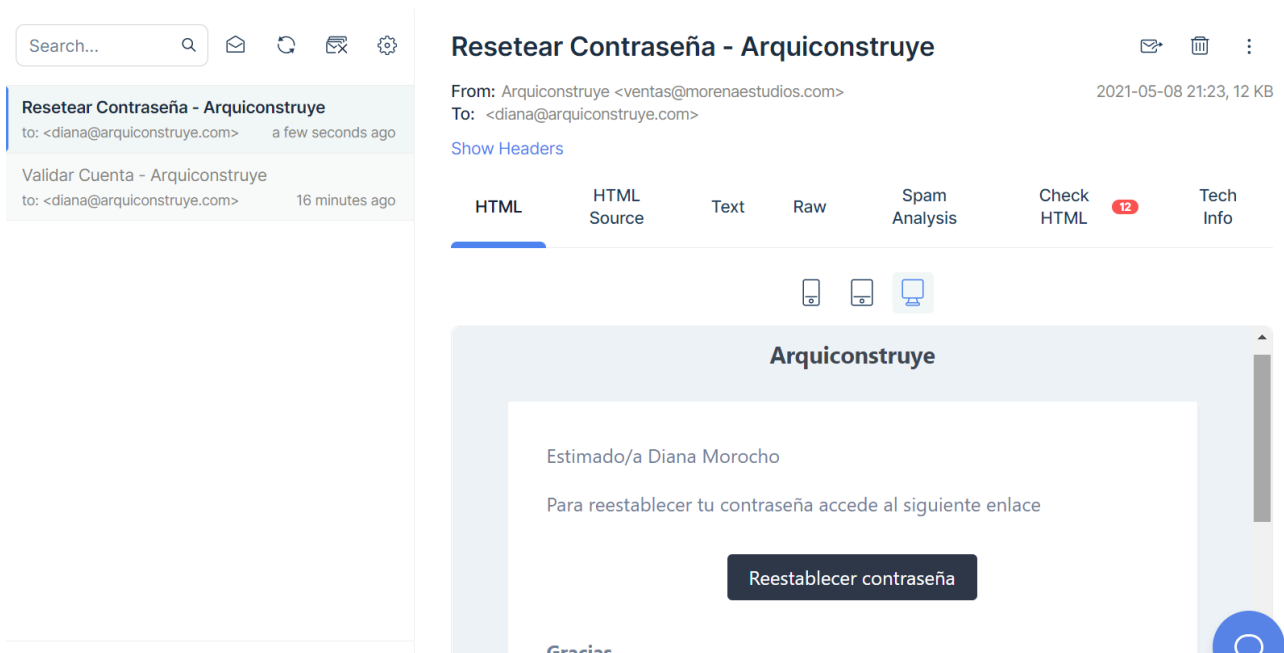 Search...
Resetear Contraseña - Arquiconstruye
to: <diana@arquiconstruye.com> a few seconds ago
Validar Cuenta - Arquiconstruye
to: <diana@arquiconstruye.com> 16 minutes ago
Resetear Contraseña - Arquiconstruye
From: Arquiconstruye <ventas@morenaestudios.com> 2021-05-08 21:23, 12 KB
To: <diana@arquiconstruye.com>
Show Headers
HTML
HTML
Source
Text
Raw
Spam
Analysis
Check
HTML
12
Tech
Info
Arquiconstruye
Estimado/a Diana Morocho
Para reestablecer tu contraseña accede al siguiente enlace
Reestablecer contraseña
Gracias